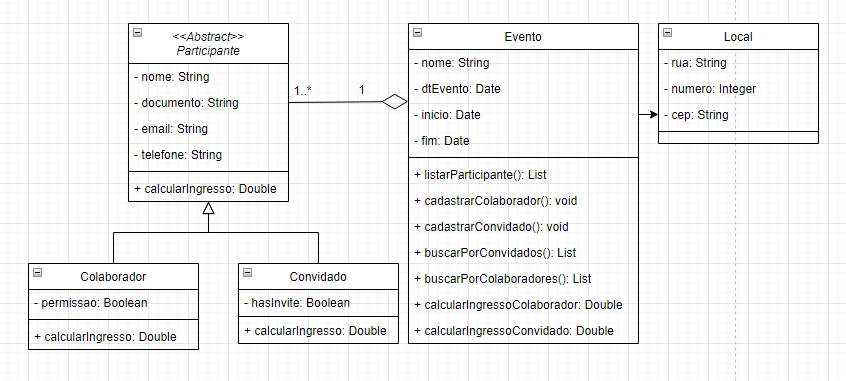 <<Abstract>>
Participante
- nome: String
- documento: String
- email: String
- telefone: String
+ calcularIngresso: Double
1..*
1
Evento
- nome: String
- dtEvento: Date
- inicio: Date
- fim: Date
+ listarParticipante(): List
+ cadastrarColaborador(): void
+ cadastrarConvidado(): void
+ buscarPorConvidados(): List
+ buscarPorColaboradores(): List
+ calcularIngressoColaborador: Double
+ calcularIngressoConvidado: Double
Local
- rua: String
- numero: Integer
- cep: String
Colaborador
- permissao: Boolean
+ calcularIngresso: Double
Convidado
- hasInvite: Boolean
+ calcularIngresso: Double